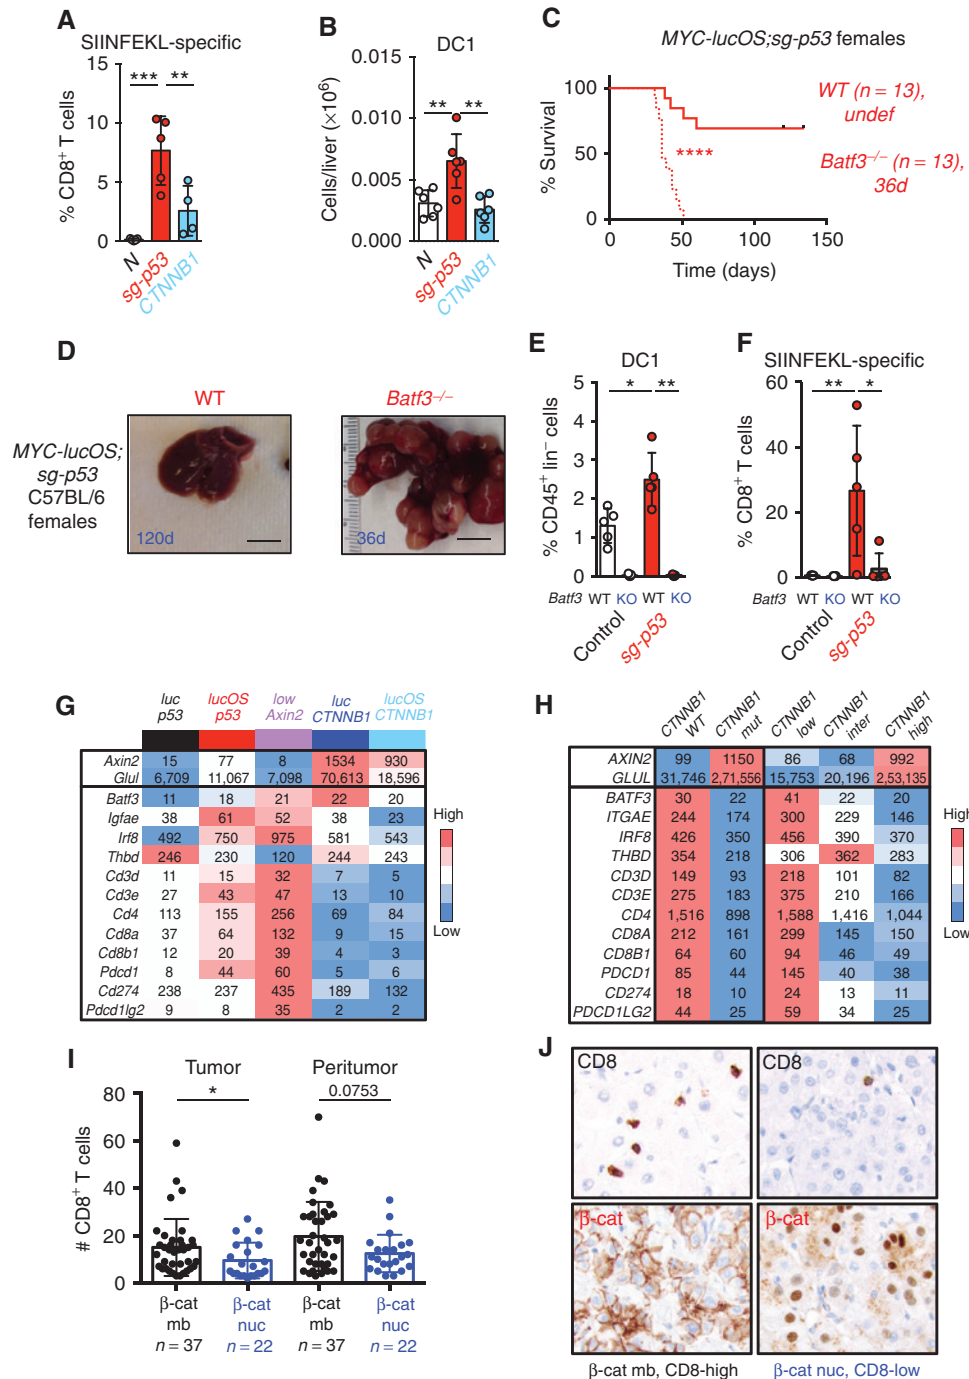 A
SIINFEKL-specific
% CD8+ T cells
15
10
5
0
*** **
N
sg-p53
CTNNB1
B
DC1
Cells/liver (×10⁶)
0.015
0.010
0.005
0.000
** **
N
sg-p53
CTNNB1
C
MYC-lucOS;sg-p53 females
% Survival
100
50
0
****
WT (n = 13),
undef
Batf3−/− (n = 13),
36d
0 50 100 150
Time (days)
D
WT
Batf3−/−
MYC-lucOS;
sg-p53
C57BL/6
females
120d
36d
E
DC1
% CD45+ lin− cells
5
4
3
2
1
0
* **
Batf3 WT KO WT KO
Control
sg-p53
F
SIINFEKL-specific
% CD8+ T cells
60
40
20
0
** *
Batf3 WT KO WT KO
Control
sg-p53
G
luc p53 lucOS p53 low Axin2 luc CTNNB1 lucOS CTNNB1
Axin2 15 77 8 1534 930
Glul 6,709 11,067 7,098 70,613 18,596
Batf3 11 18 21 22 20
Igfae 38 61 52 38 23
Irf8 492 750 975 581 543
Thbd 246 230 120 244 243
Cd3d 11 15 32 7 5
Cd3e 27 43 47 13 10
Cd4 113 155 256 69 84
Cd8a 37 64 132 9 15
Cd8b1 12 20 39 4 3
Pdcd1 8 44 60 5 6
Cd274 238 237 435 189 132
Pdcd1lg2 9 8 35 2 2
High
Low
H
CTNNB1 WT CTNNB1 mut CTNNB1 low CTNNB1 inter CTNNB1 high
AXIN2 99 1150 86 68 992
GLUL 31,746 2,71,556 15,753 20,196 2,53,135
BATF3 30 22 41 22 20
ITGAE 244 174 300 229 146
IRF8 426 350 456 390 370
THBD 354 218 306 362 283
CD3D 149 93 218 101 82
CD3E 275 183 375 210 166
CD4 1,516 898 1,588 1,416 1,044
CD8A 212 161 299 145 150
CD8B1 64 60 94 46 49
PDCD1 85 44 145 40 38
CD274 18 10 24 13 11
PDCD1LG2 44 25 59 34 25
High
Low
I
Tumor Peritumor
* 0.0753
# CD8+ T cells
80
60
40
20
0
β-cat β-cat β-cat β-cat
mb nuc mb nuc
n = 37 n = 22 n = 37 n = 22
J
CD8 CD8
β-cat β-cat
β-cat mb, CD8-high β-cat nuc, CD8-low